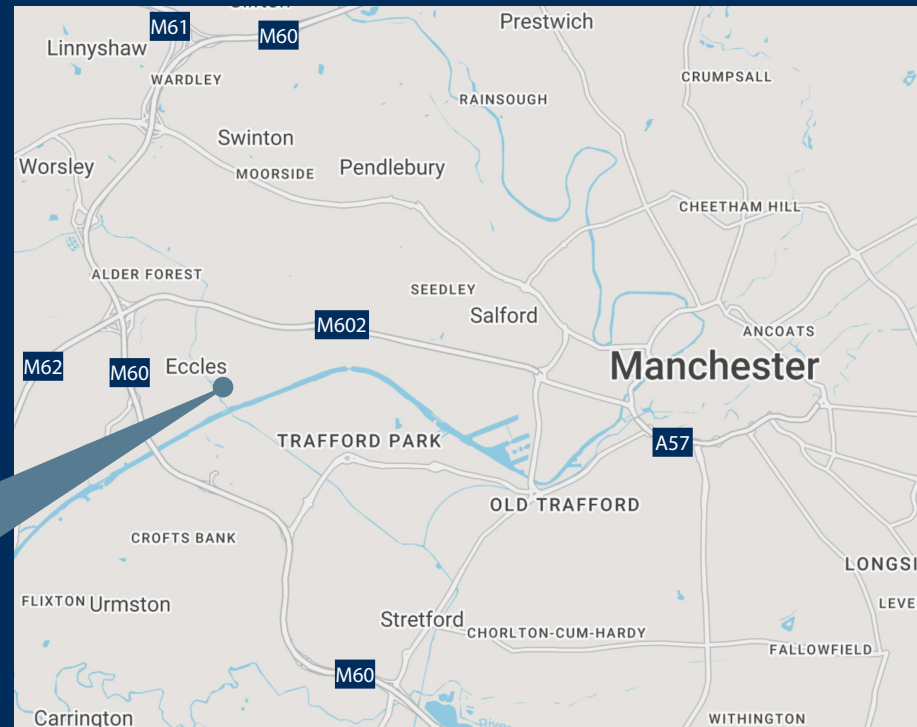 M61
M60
Prestwich
Linnyshaw
WARDLEY
CRUMPSALL
RAINSOUGH
Swinton
Worsley
MOORSIDE
Pendlebury
CHEETHAM HILL
ALDER FOREST
SEEDLEY
Salford
M602
ANCOATS
M62
M60
Eccles
Manchester
TRAFFORD PARK
A57
OLD TRAFFORD
CROFTS BANK
LONGSI
FLIXTON
Urmston
LEVE
Stretford
CHORLTON-CUM-HARDY
FALLOWFIELD
M60
Carrington
WITHINGTON